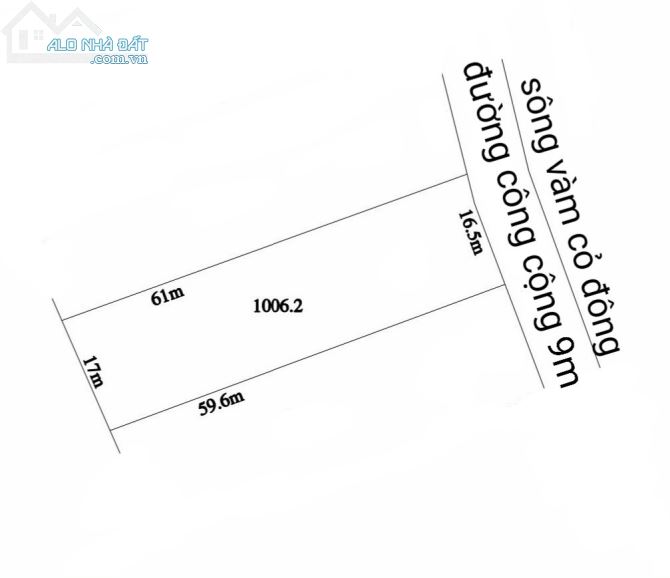 ALO NHÀ ĐẤT
.com.vn
sông vàm cỏ đông
đường công cộng 9m
16.5m
61m
1006.2
17m
59.6m